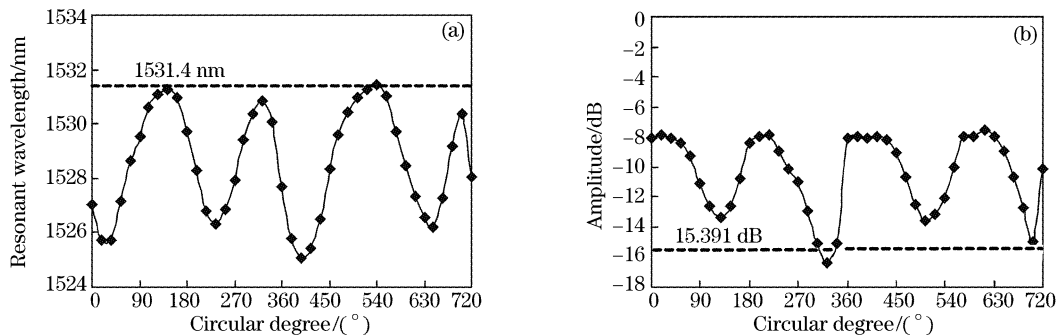 (a)
Resonant wavelength/nm
1534
1532
1530
1528
1526
1524
1531.4 nm
0 90 180 270 360 450 540 630 720
Circular degree/(°)
(b)
Amplitude/dB
0
-2
-4
-6
-8
-10
-12
-14
-16
-18
15.391 dB
0 90 180 270 360 450 540 630 720
Circular degree/(°)